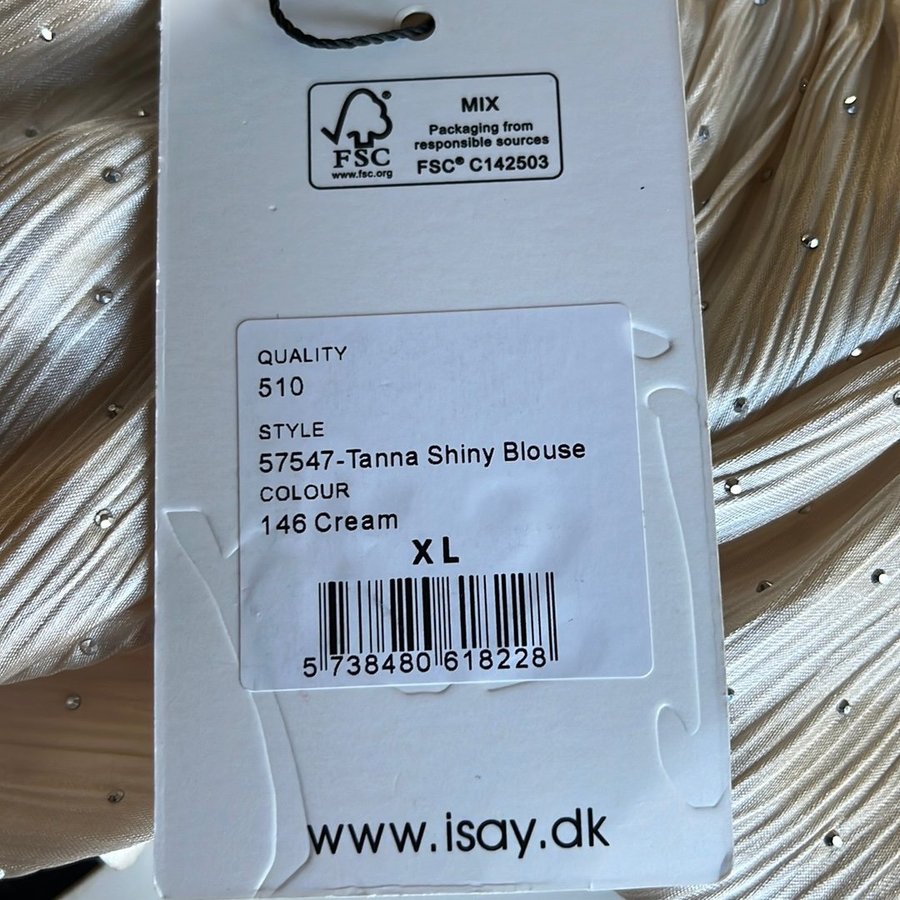 MIX
Packaging from
responsible sources
FSC® C142503
FSC
www.fsc.org
QUALITY
510
STYLE
57547-Tanna Shiny Blouse
COLOUR
146 Cream
XL
5 738480 618228
www.isay.dk